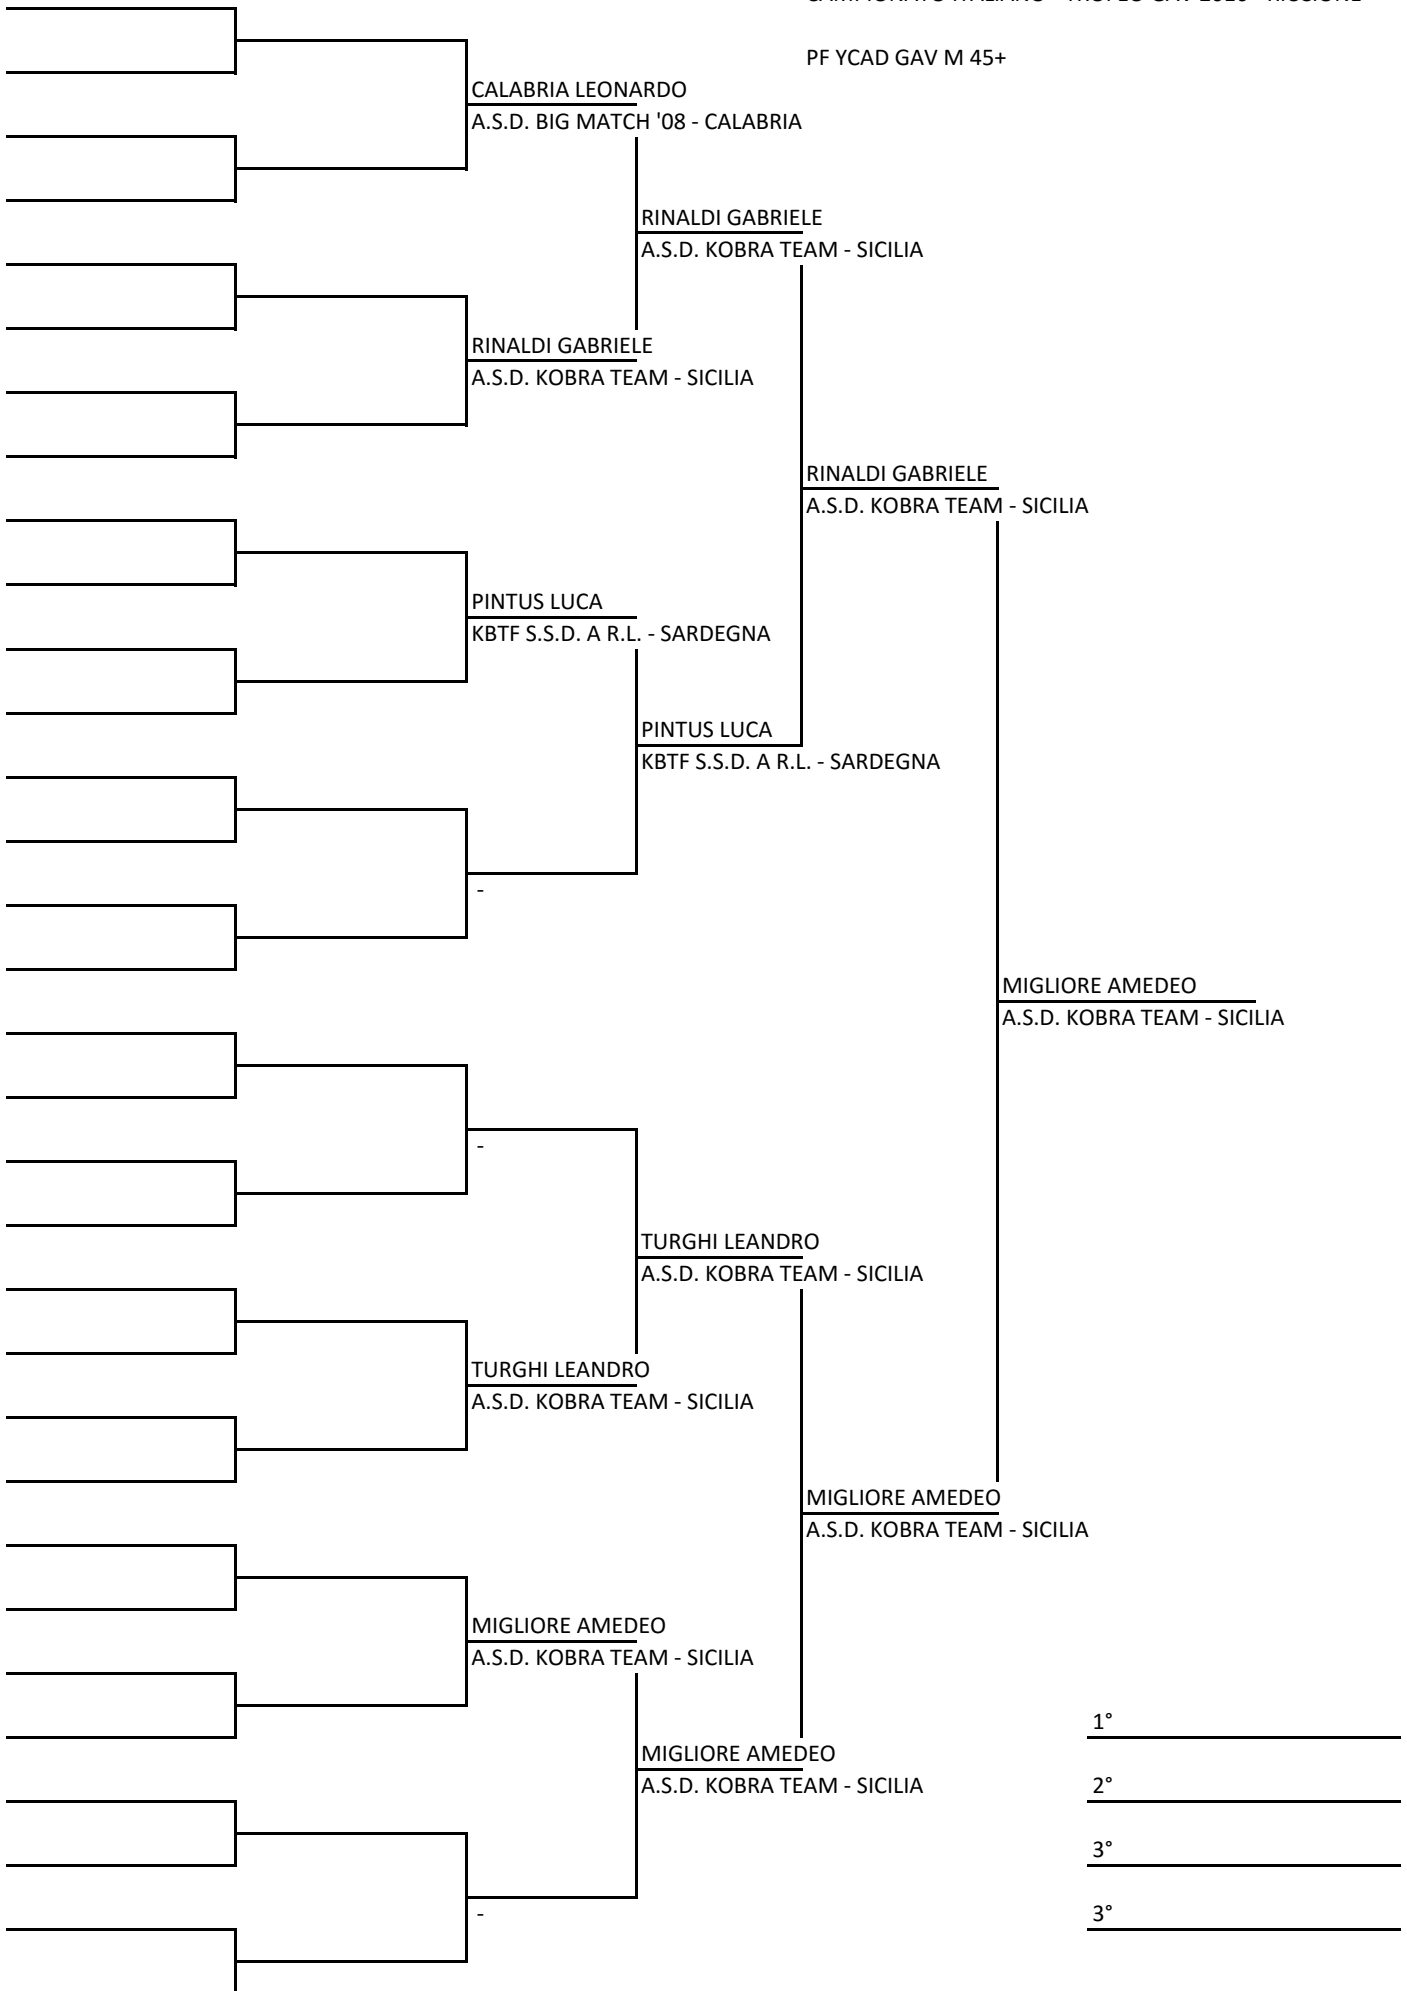 PF YCAD GAV M 45+
CALABRIA LEONARDO
A.S.D. BIG MATCH '08 - CALABRIA
RINALDI GABRIELE
A.S.D. KOBRA TEAM - SICILIA
RINALDI GABRIELE
A.S.D. KOBRA TEAM - SICILIA
RINALDI GABRIELE
A.S.D. KOBRA TEAM - SICILIA
PINTUS LUCA
KBTF S.S.D. A R.L. - SARDEGNA
PINTUS LUCA
KBTF S.S.D. A R.L. - SARDEGNA
-
MIGLIORE AMEDEO
A.S.D. KOBRA TEAM - SICILIA
-
TURGHI LEANDRO
A.S.D. KOBRA TEAM - SICILIA
TURGHI LEANDRO
A.S.D. KOBRA TEAM - SICILIA
MIGLIORE AMEDEO
A.S.D. KOBRA TEAM - SICILIA
MIGLIORE AMEDEO
A.S.D. KOBRA TEAM - SICILIA
1°
MIGLIORE AMEDEO
A.S.D. KOBRA TEAM - SICILIA
2°
3°
3°
-